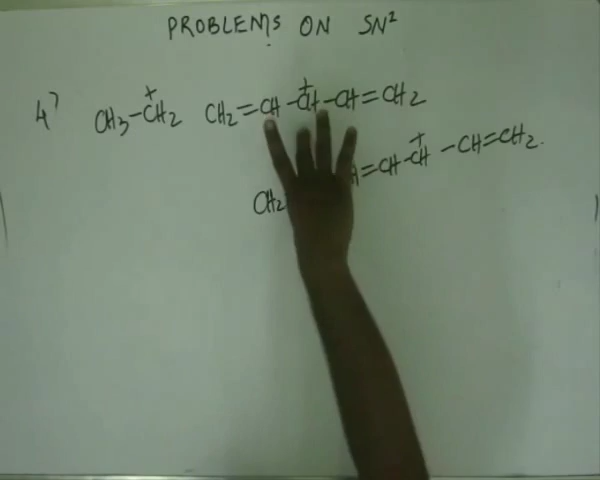 PROBLEMS ON SN²
4) CH₃-C⁺H₂ CH₂=CH-C⁺H-CH=CH₂
CH₂ =CH-C⁺H-CH=CH₂.